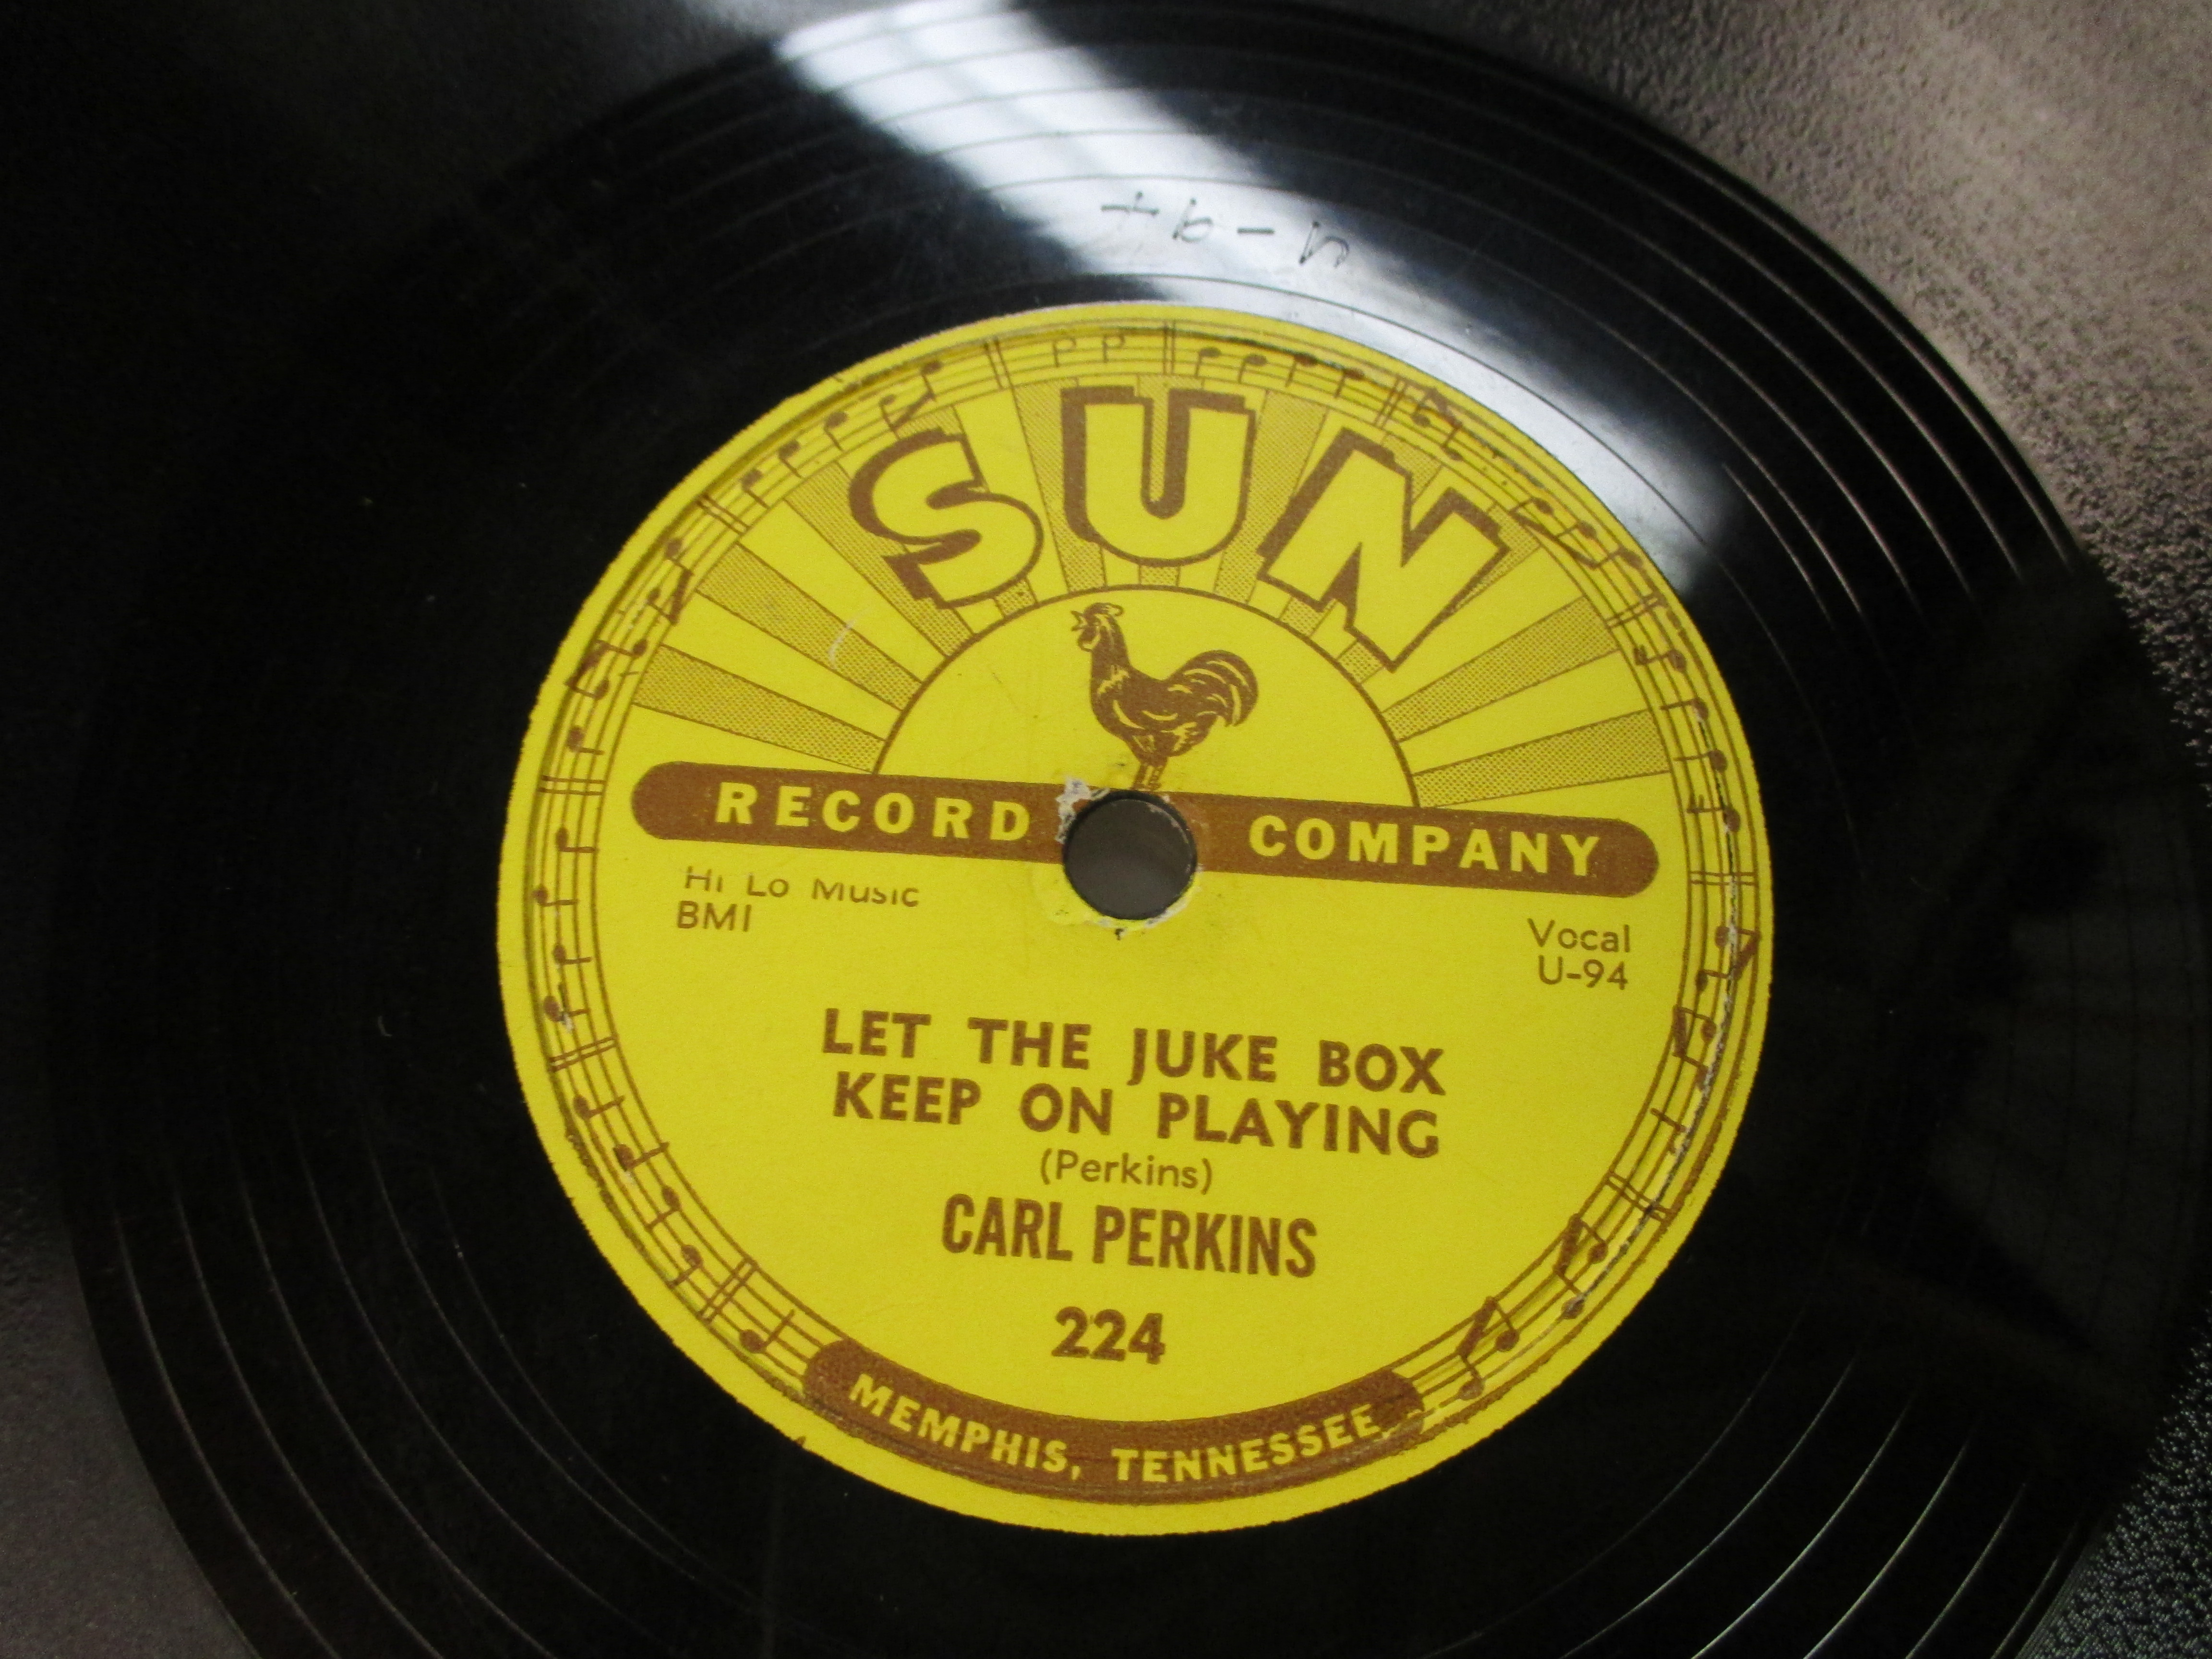 U-94
SUN
RECORD COMPANY
Hi Lo Music
BMI
Vocal
U-94
LET THE JUKE BOX
KEEP ON PLAYING
(Perkins)
CARL PERKINS
224
MEMPHIS, TENNESSEE